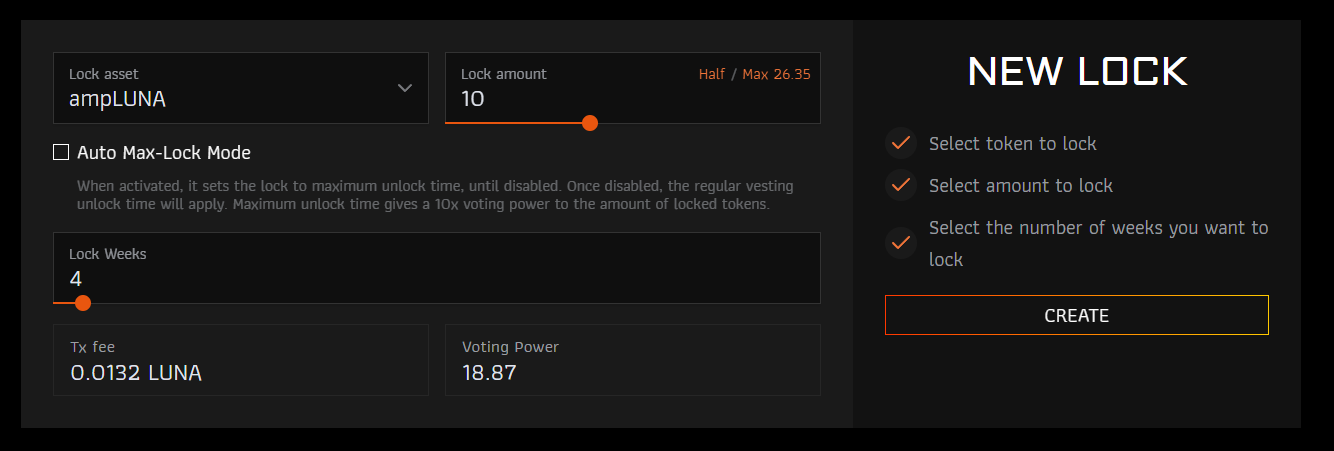 Lock asset
ampLUNA
Lock amount
Half / Max 26.35
10
Auto Max-Lock Mode
When activated, it sets the lock to maximum unlock time, until disabled. Once disabled, the regular vesting
unlock time will apply. Maximum unlock time gives a 10x voting power to the amount of locked tokens.
Lock Weeks
4
Tx fee
0.0132 LUNA
Voting Power
18.87
NEW LOCK
Select token to lock
Select amount to lock
Select the number of weeks you want to
lock
CREATE